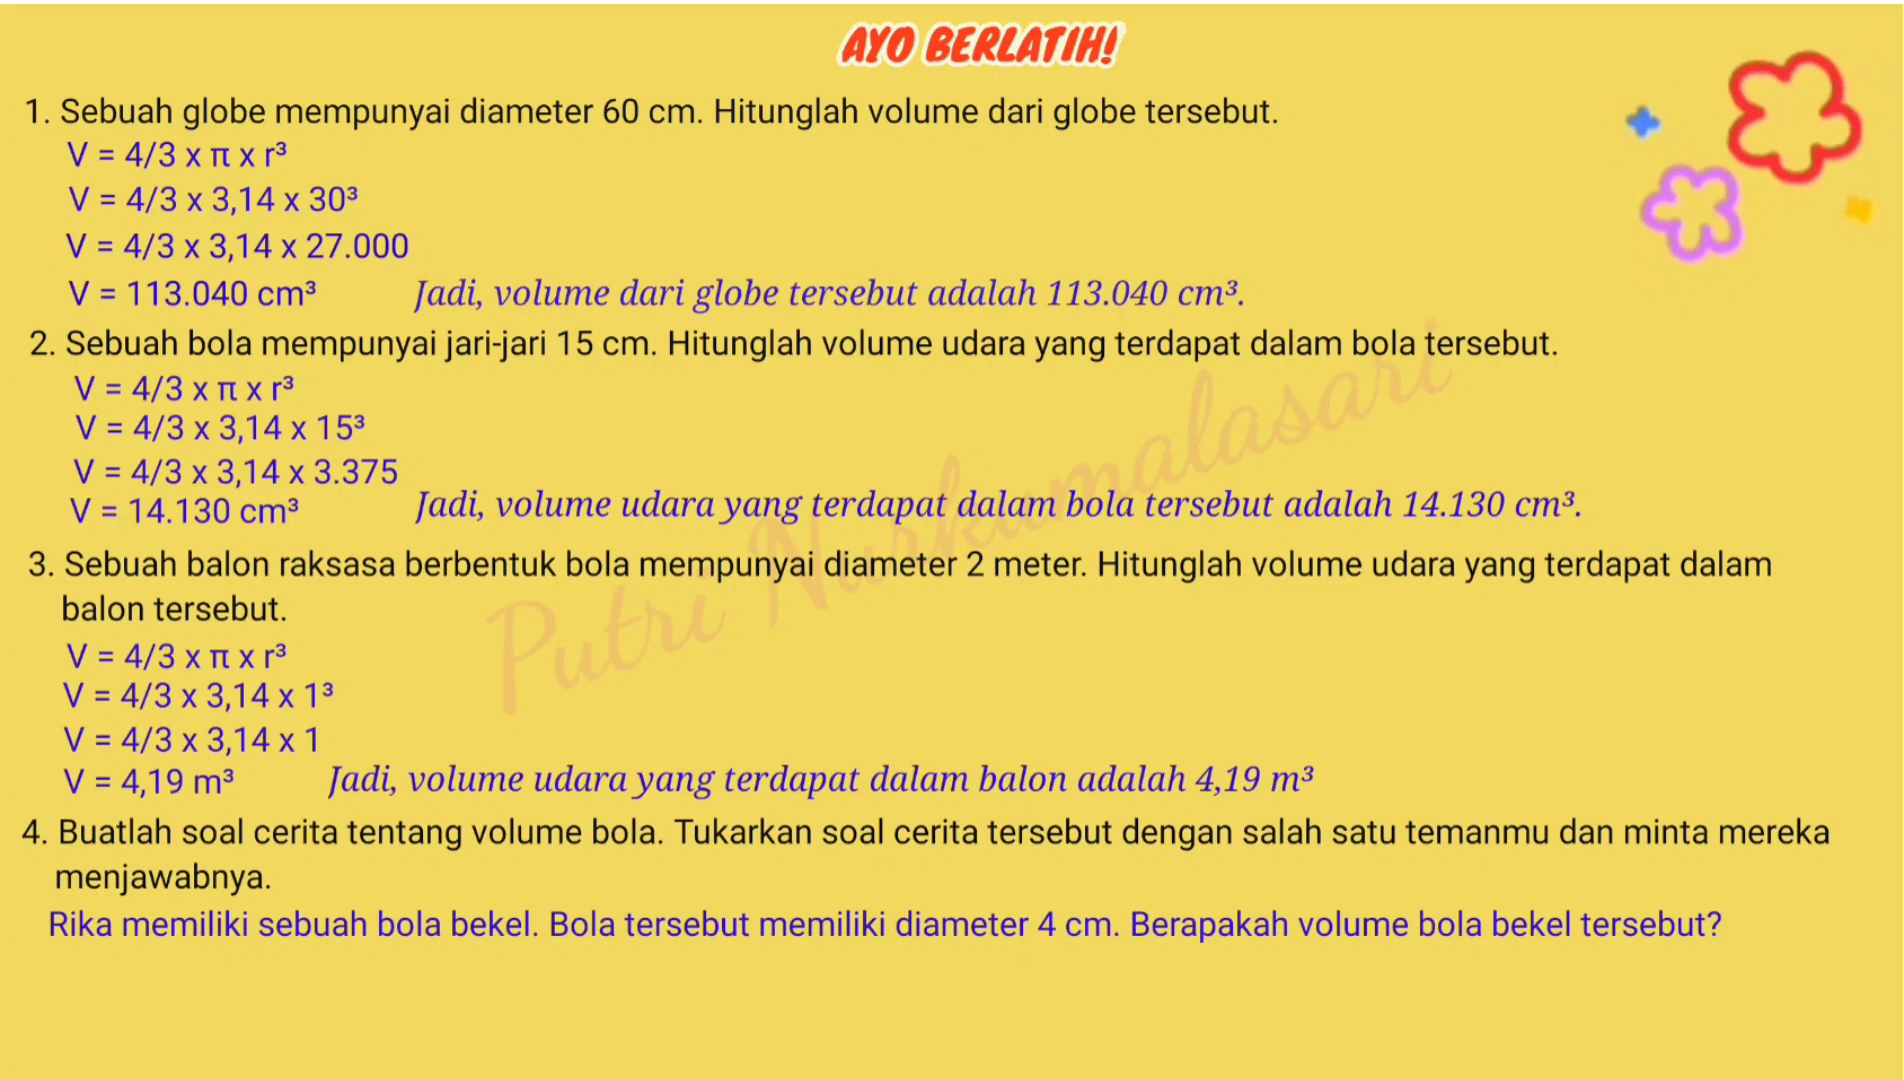 AYO BERLATIH!
1. Sebuah globe mempunyai diameter 60 cm. Hitunglah volume dari globe tersebut.
V = 4/3 x π x r³
V = 4/3 x 3,14 x 30³
V = 4/3 x 3,14 x 27.000
V = 113.040 cm³ Jadi, volume dari globe tersebut adalah 113.040 cm³.
2. Sebuah bola mempunyai jari-jari 15 cm. Hitunglah volume udara yang terdapat dalam bola tersebut.
V = 4/3 x π x r³
V = 4/3 x 3,14 x 15³
V = 4/3 x 3,14 x 3.375
V = 14.130 cm³ Jadi, volume udara yang terdapat dalam bola tersebut adalah 14.130 cm³.
3. Sebuah balon raksasa berbentuk bola mempunyai diameter 2 meter. Hitunglah volume udara yang terdapat dalam
balon tersebut.
V = 4/3 x π x r³
V = 4/3 x 3,14 x 1³
V = 4/3 x 3,14 x 1
V = 4,19 m³ Jadi, volume udara yang terdapat dalam balon adalah 4,19 m³
4. Buatlah soal cerita tentang volume bola. Tukarkan soal cerita tersebut dengan salah satu temanmu dan minta mereka
menjawabnya.
Rika memiliki sebuah bola bekel. Bola tersebut memiliki diameter 4 cm. Berapakah volume bola bekel tersebut?
Putri Nurkumalasari